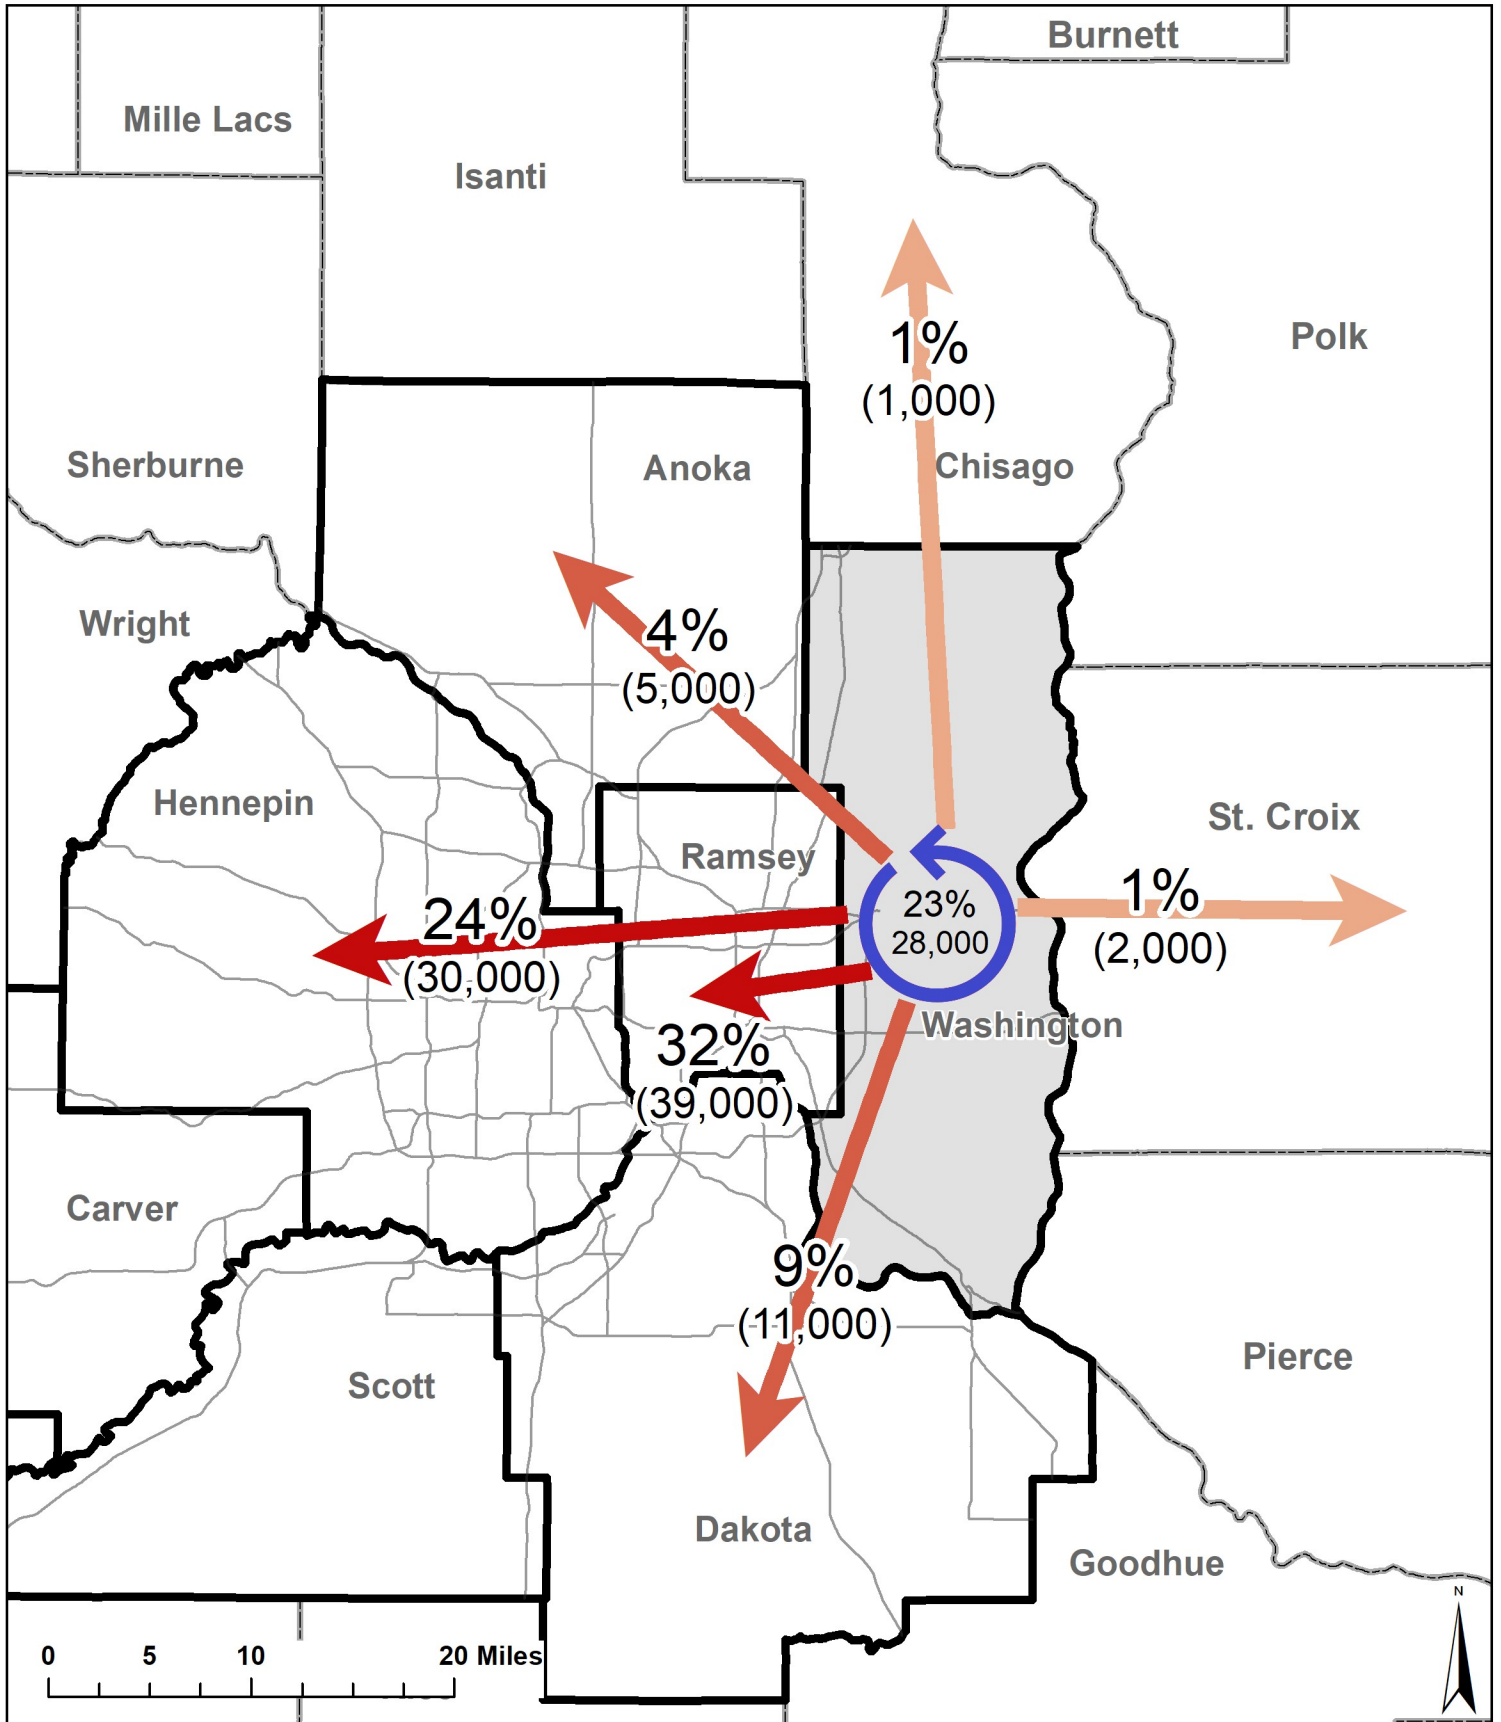 Burnett
Mille Lacs
Isanti
Polk
1%
(1,000)
Sherburne
Anoka
Chisago
Wright
4%
(5,000)
Hennepin
St. Croix
Ramsey
1%
(2,000)
24%
(30,000)
23%
28,000
Washington
32%
(39,000)
Carver
9%
(11,000)
Pierce
Scott
Dakota
Goodhue
N
0 5 10 20 Miles